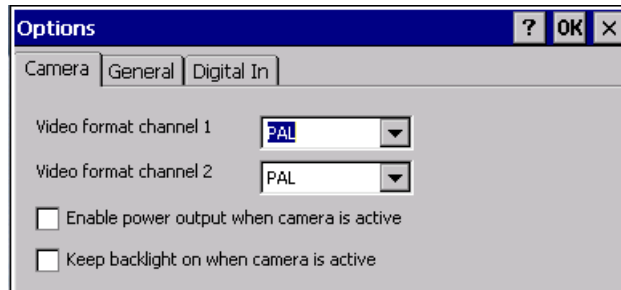 Options ? OK ×
Camera General Digital In
Video format channel 1 PAL
Video format channel 2 PAL
Enable power output when camera is active
Keep backlight on when camera is active